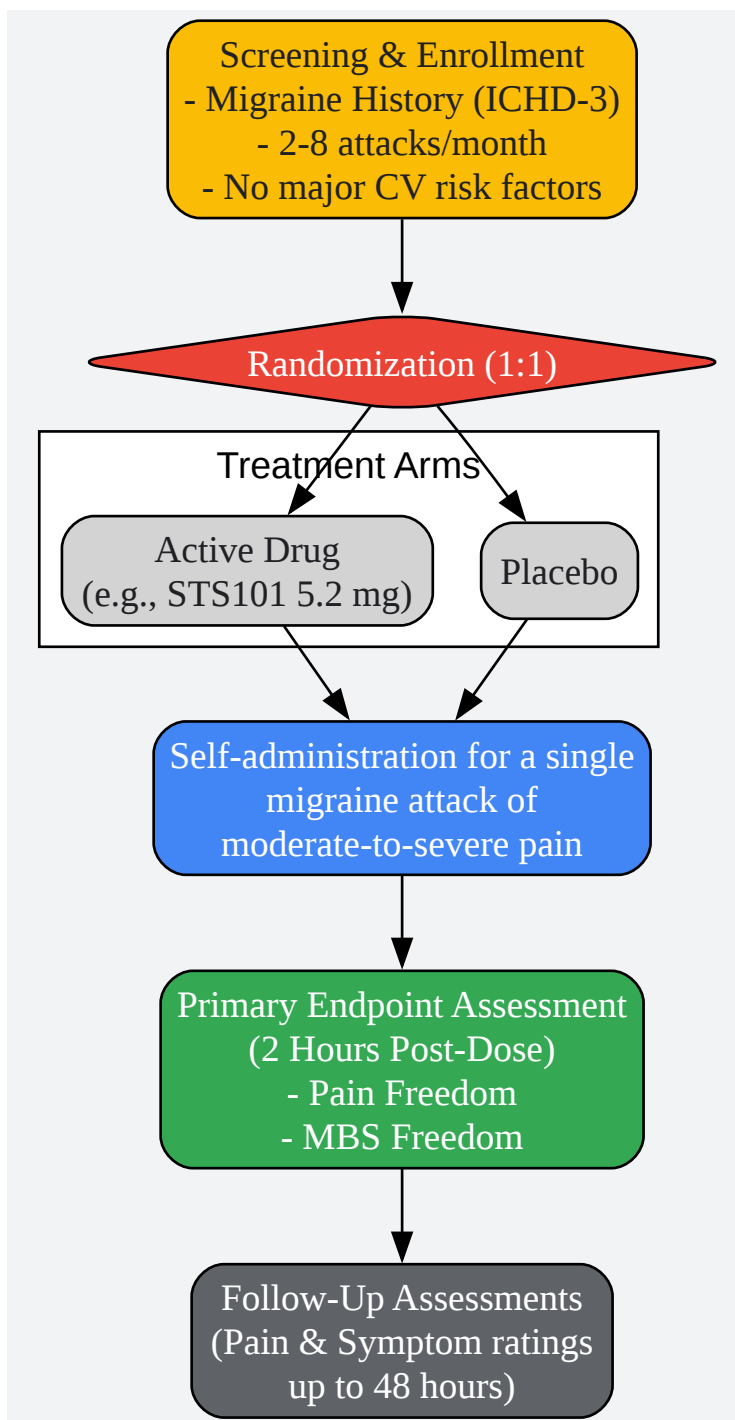 Screening & Enrollment
- Migraine History (ICHD-3)
- 2-8 attacks/month
- No major CV risk factors
Randomization (1:1)
Treatment Arms
Active Drug
(e.g., STS101 5.2 mg)
Placebo
Self-administration for a single
migraine attack of
moderate-to-severe pain
Primary Endpoint Assessment
(2 Hours Post-Dose)
- Pain Freedom
- MBS Freedom
Follow-Up Assessments
(Pain & Symptom ratings
up to 48 hours)